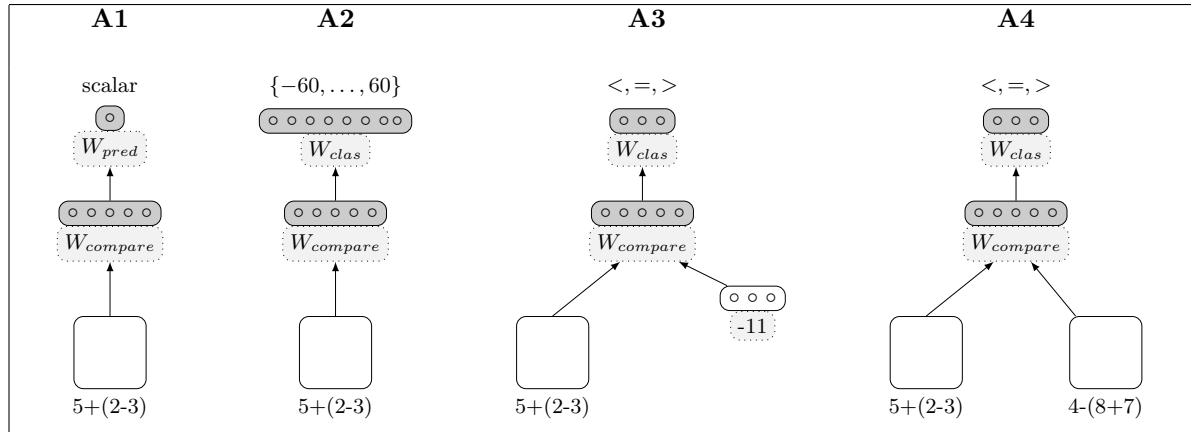 A1 A2 A3 A4
scalar {−60, . . . , 60} <, =, > <, =, >
W_pred W_clas W_clas W_clas
W_compare W_compare W_compare W_compare
-11
5+(2-3) 5+(2-3) 5+(2-3) 5+(2-3) 4-(8+7)